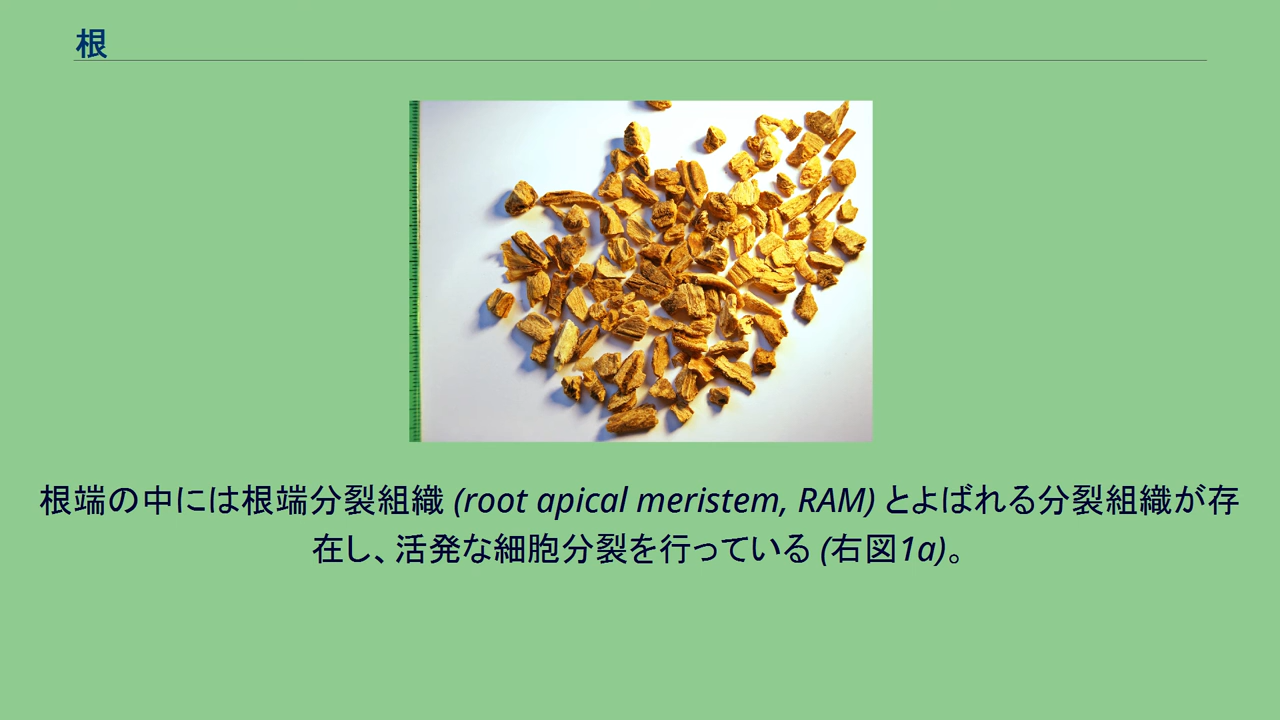 根
根端の中には根端分裂組織 (root apical meristem, RAM) とよばれる分裂組織が存
在し、活発な細胞分裂を行っている (右図1a)。